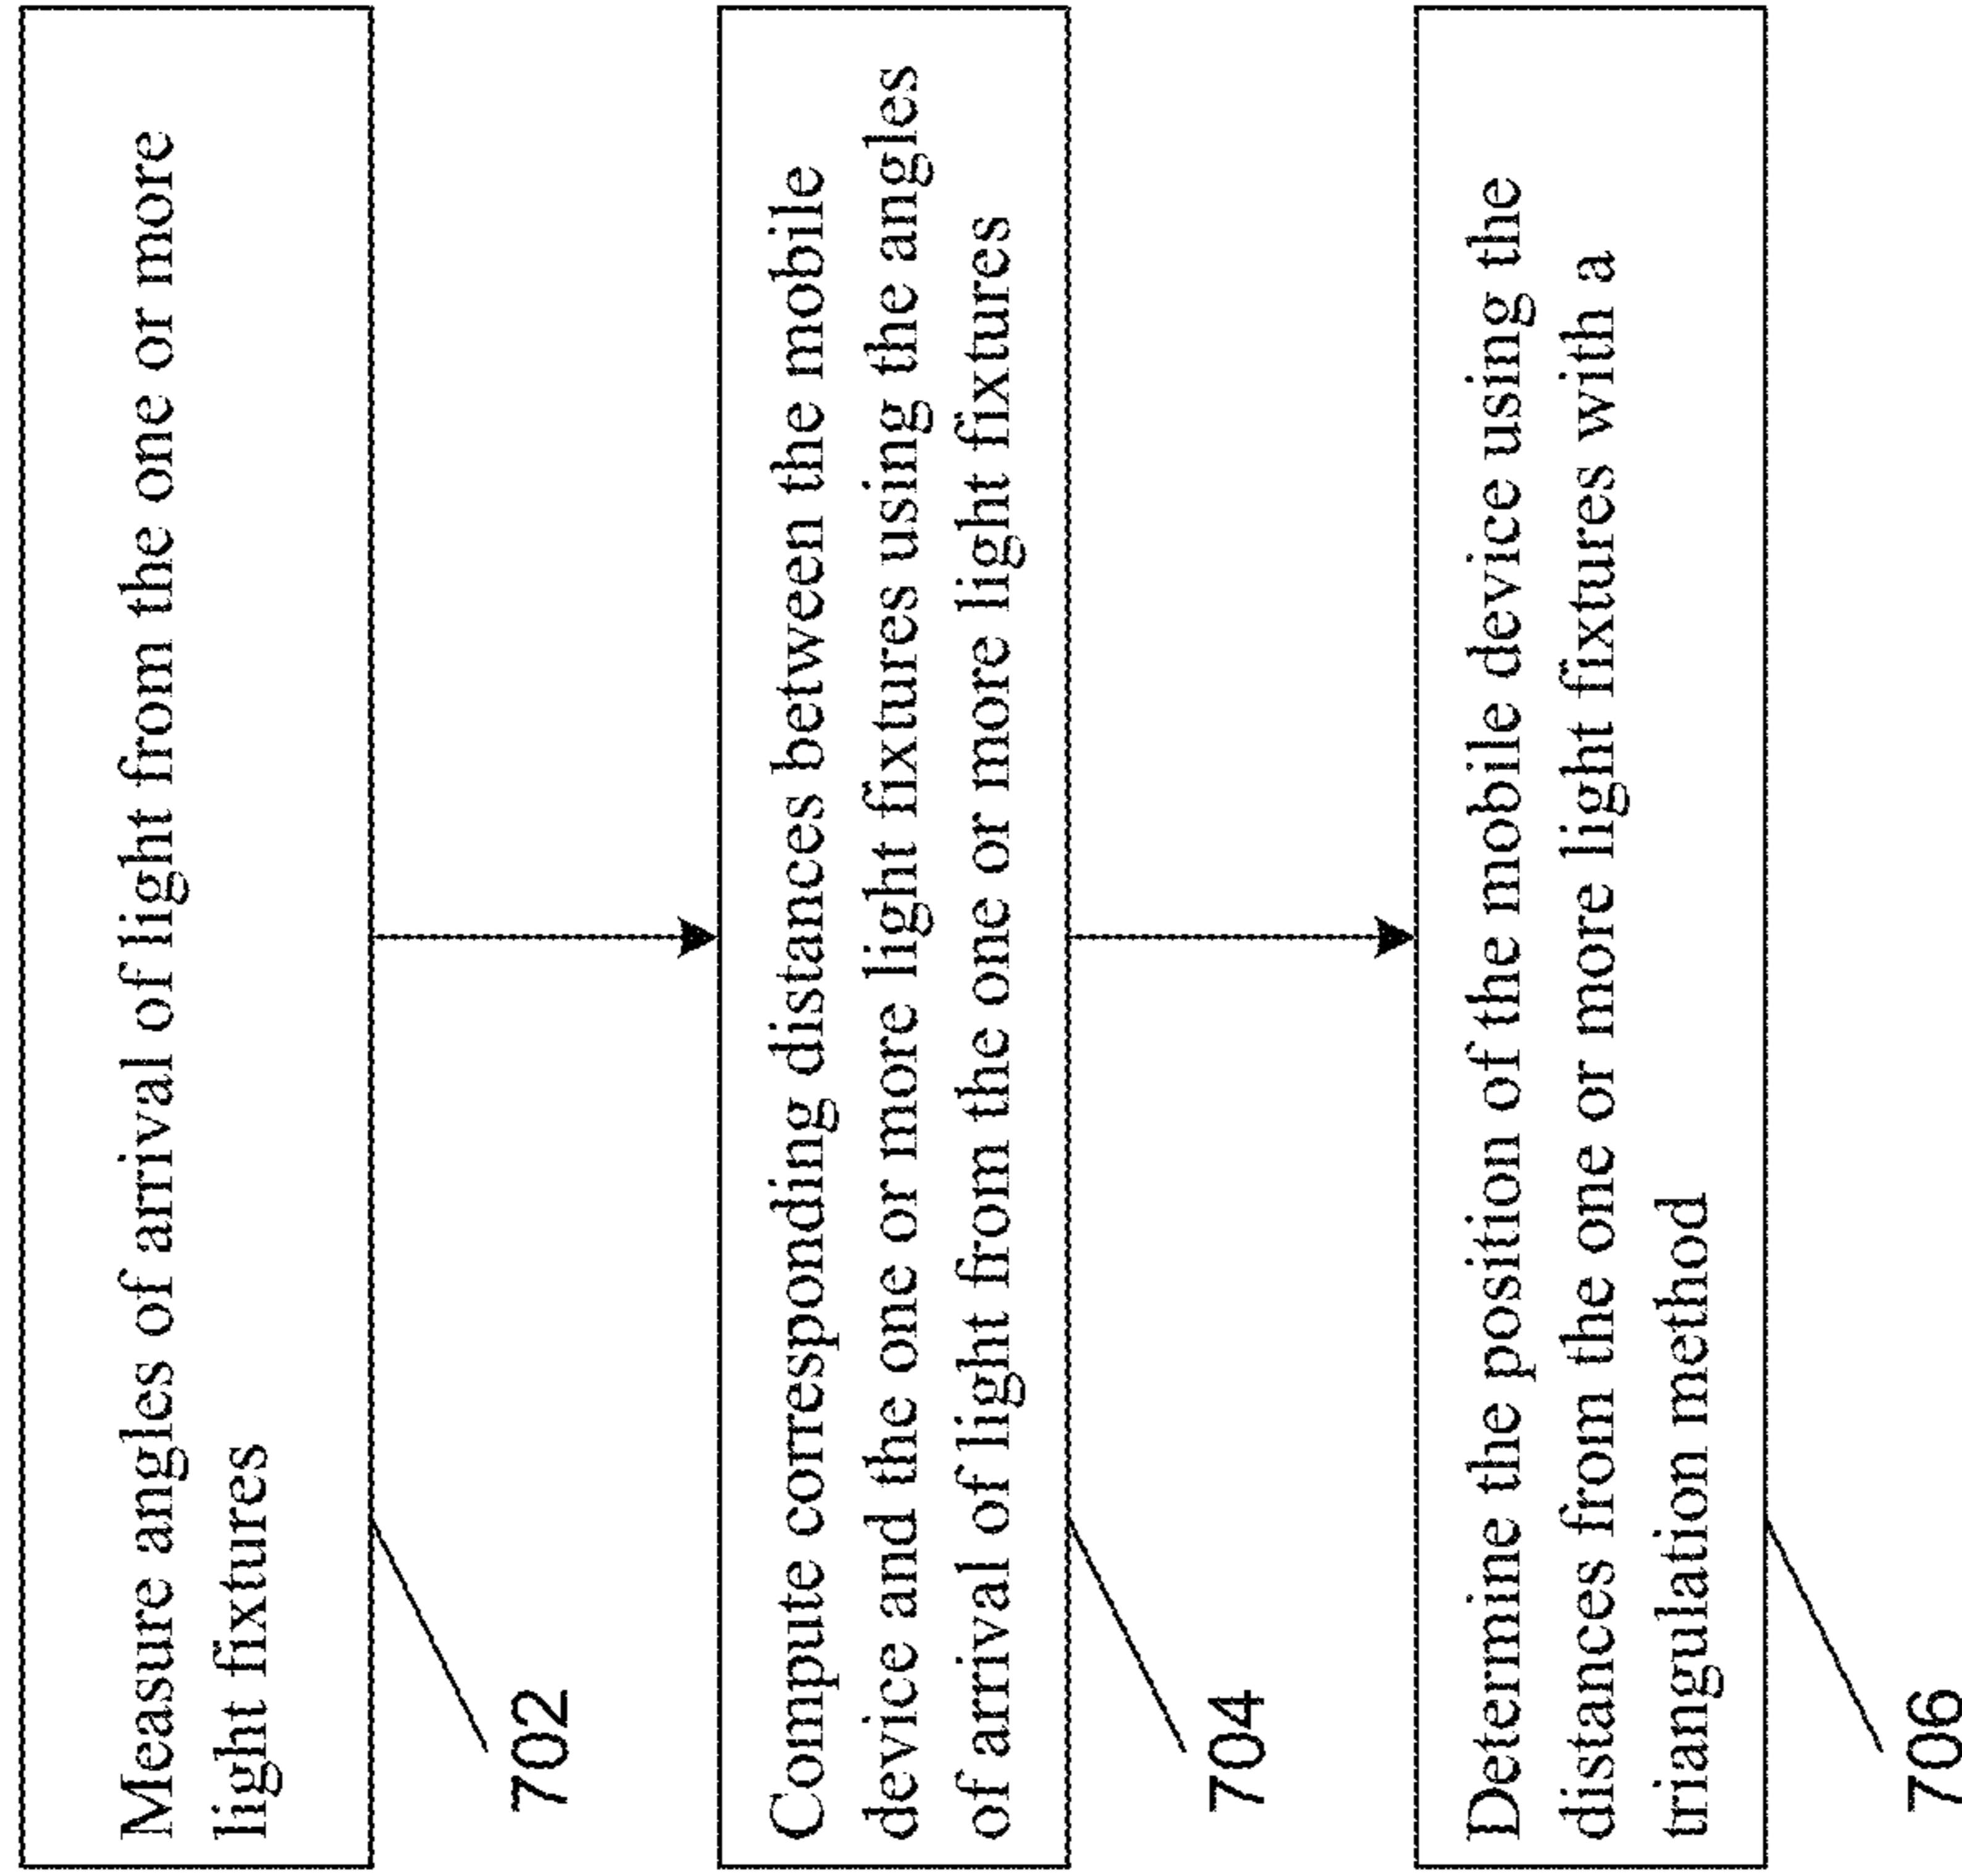 Measure angles of arrival of light from the one or more
light fixtures
702
Compute corresponding distances between the mobile
device and the one or more light fixtures using the angles
of arrival of light from the one or more light fixtures
704
Determine the position of the mobile device using the
distances from the one or more light fixtures with a
triangulation method
706